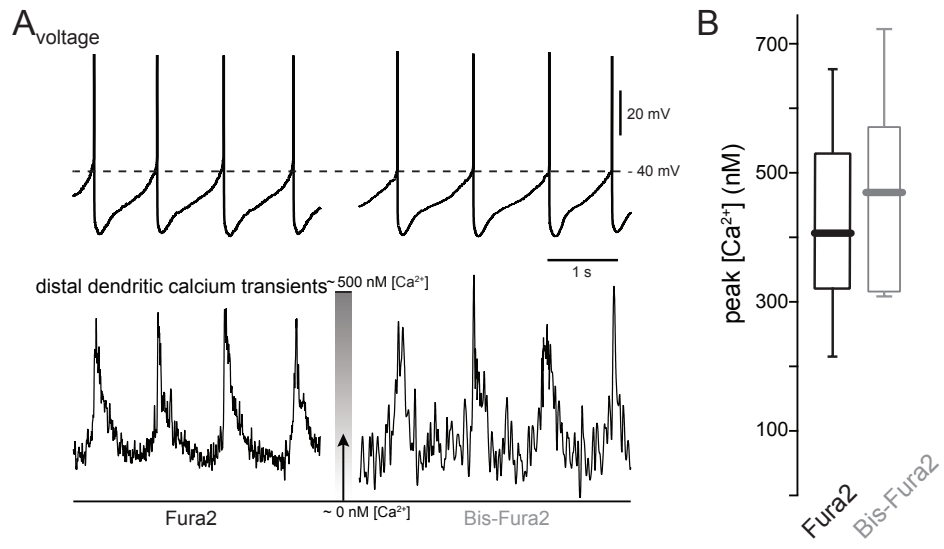 A
voltage
20 mV
- 40 mV
1 s
distal dendritic calcium transients
~ 500 nM [Ca²⁺]
~ 0 nM [Ca²⁺]
Fura2
Bis-Fura2
B
peak [Ca²⁺] (nM)
700
500
300
100
Fura2
Bis-Fura2